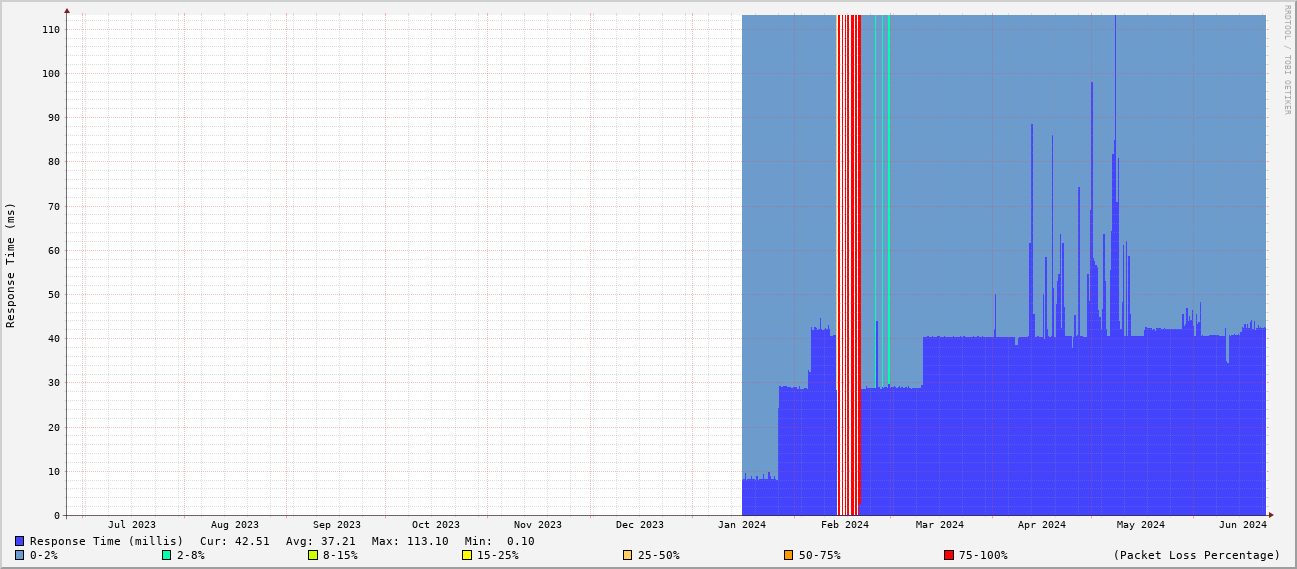 RRDTOOL / TOBI OETIKER
Response Time (ms)
110
100
90
80
70
60
50
40
30
20
10
0
Jul 2023 Aug 2023 Sep 2023 Oct 2023 Nov 2023 Dec 2023 Jan 2024 Feb 2024 Mar 2024 Apr 2024 May 2024 Jun 2024
Response Time (millis) Cur: 42.51 Avg: 37.21 Max: 113.10 Min: 0.10
0-2% 2-8% 8-15% 15-25% 25-50% 50-75% 75-100% (Packet Loss Percentage)